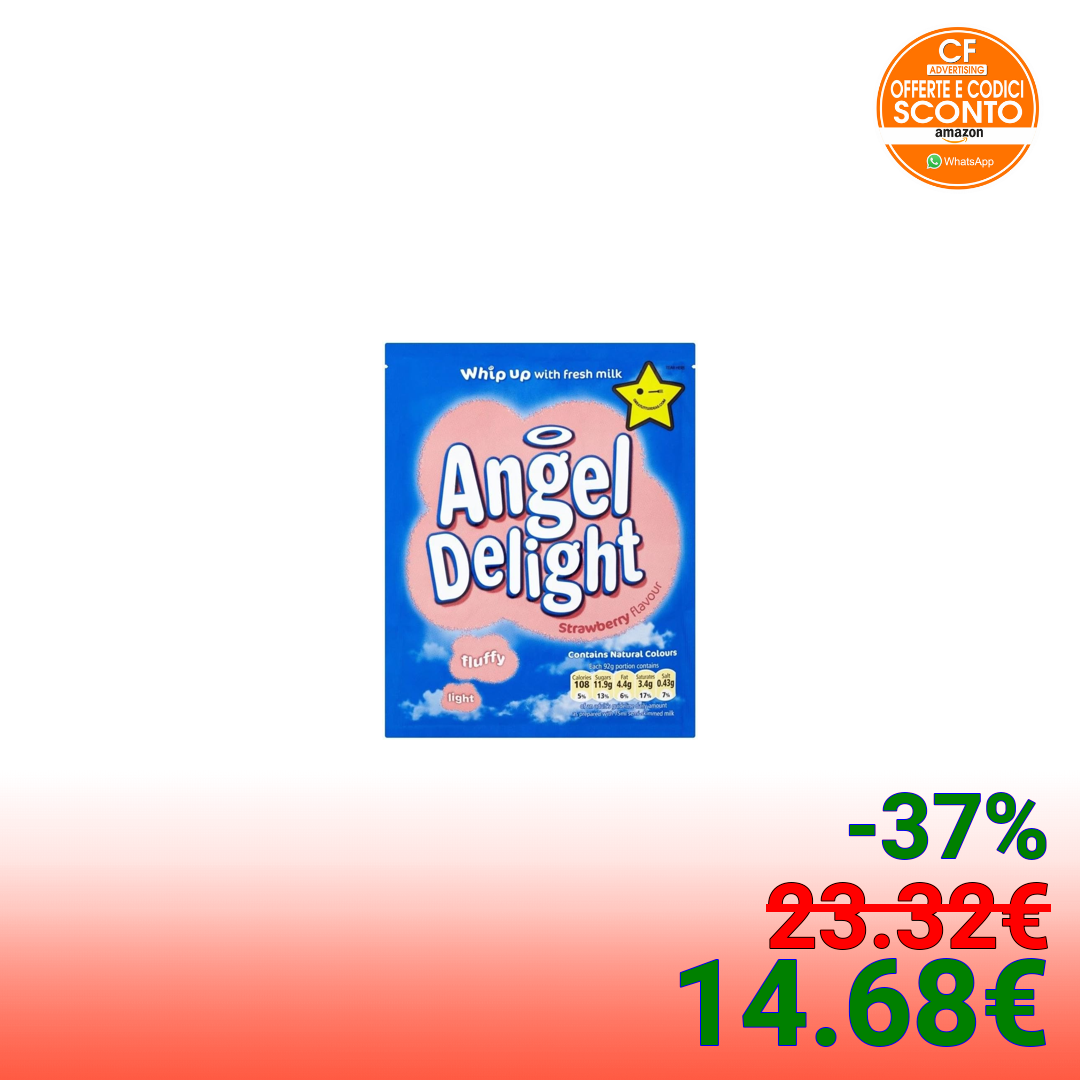 CF
ADVERTISING
OFFERTE E CODICI
SCONTO
amazon
WhatsApp
Whip up with fresh milk
Angel
Delight
Strawberry flavour
fluffy
light
Contains Natural Colours
Each 92g portion contains
Calories Sugars Fat Saturates Salt
108 11.9g 4.4g 3.4g 0.43g
5% 13% 6% 17% 7%
-37%
23.32€
14.68€